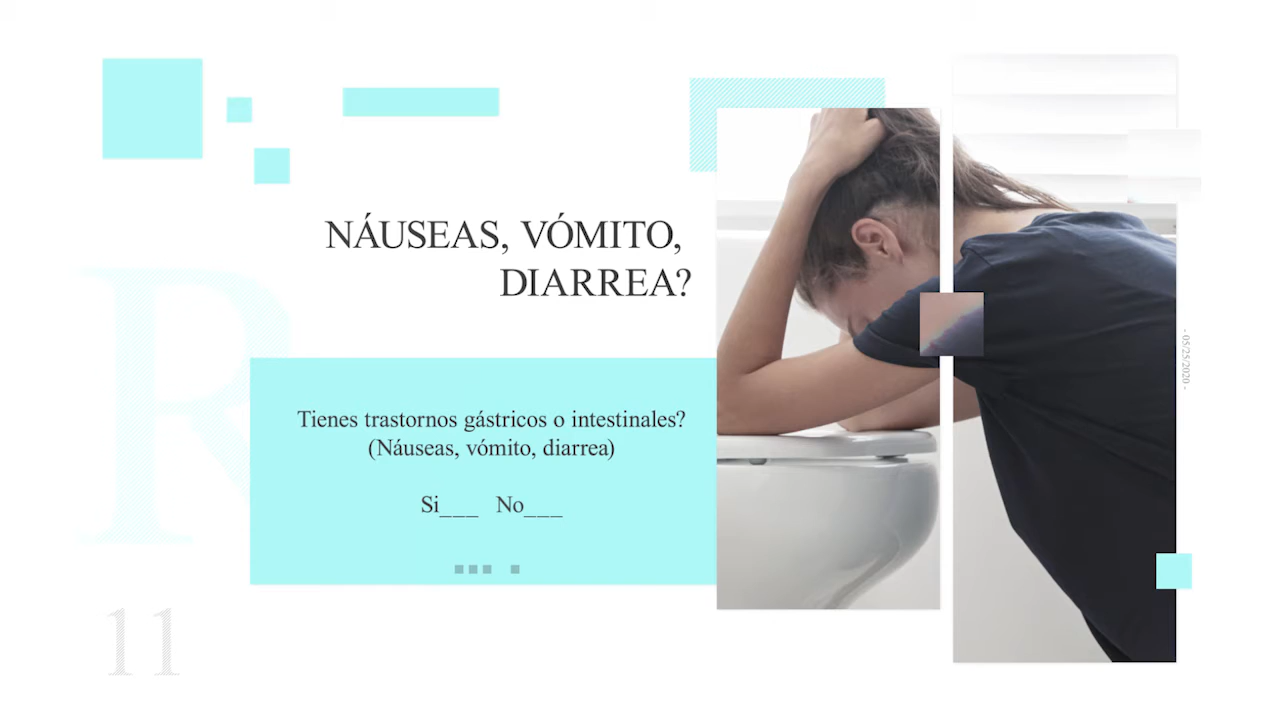 NÁUSEAS, VÓMITO,
DIARREA?
R
Tienes trastornos gástricos o intestinales?
(Náuseas, vómito, diarrea)
Si___ No___
11
- 05/25/2020 -